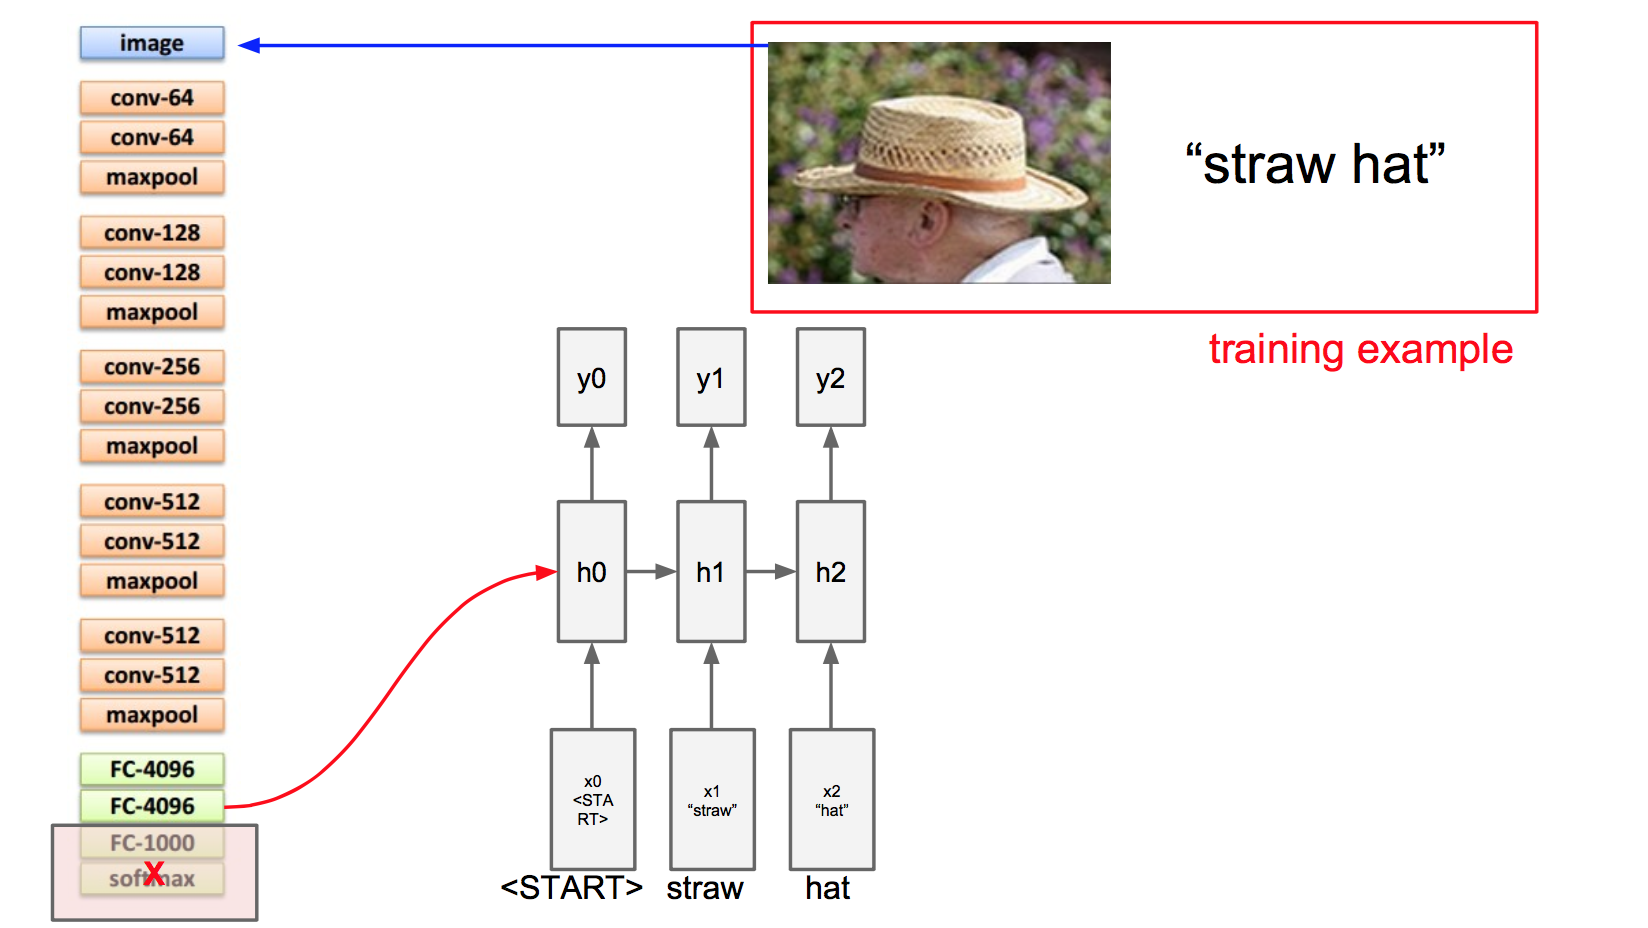 image
conv-64
conv-64
maxpool
conv-128
conv-128
maxpool
conv-256
conv-256
maxpool
conv-512
conv-512
maxpool
conv-512
conv-512
maxpool
FC-4096
FC-4096
FC-1000
softmax
X
“straw hat”
training example
y0
y1
y2
h0
h1
h2
x0
<STA
RT>
x1
“straw”
x2
“hat”
<START>
straw
hat